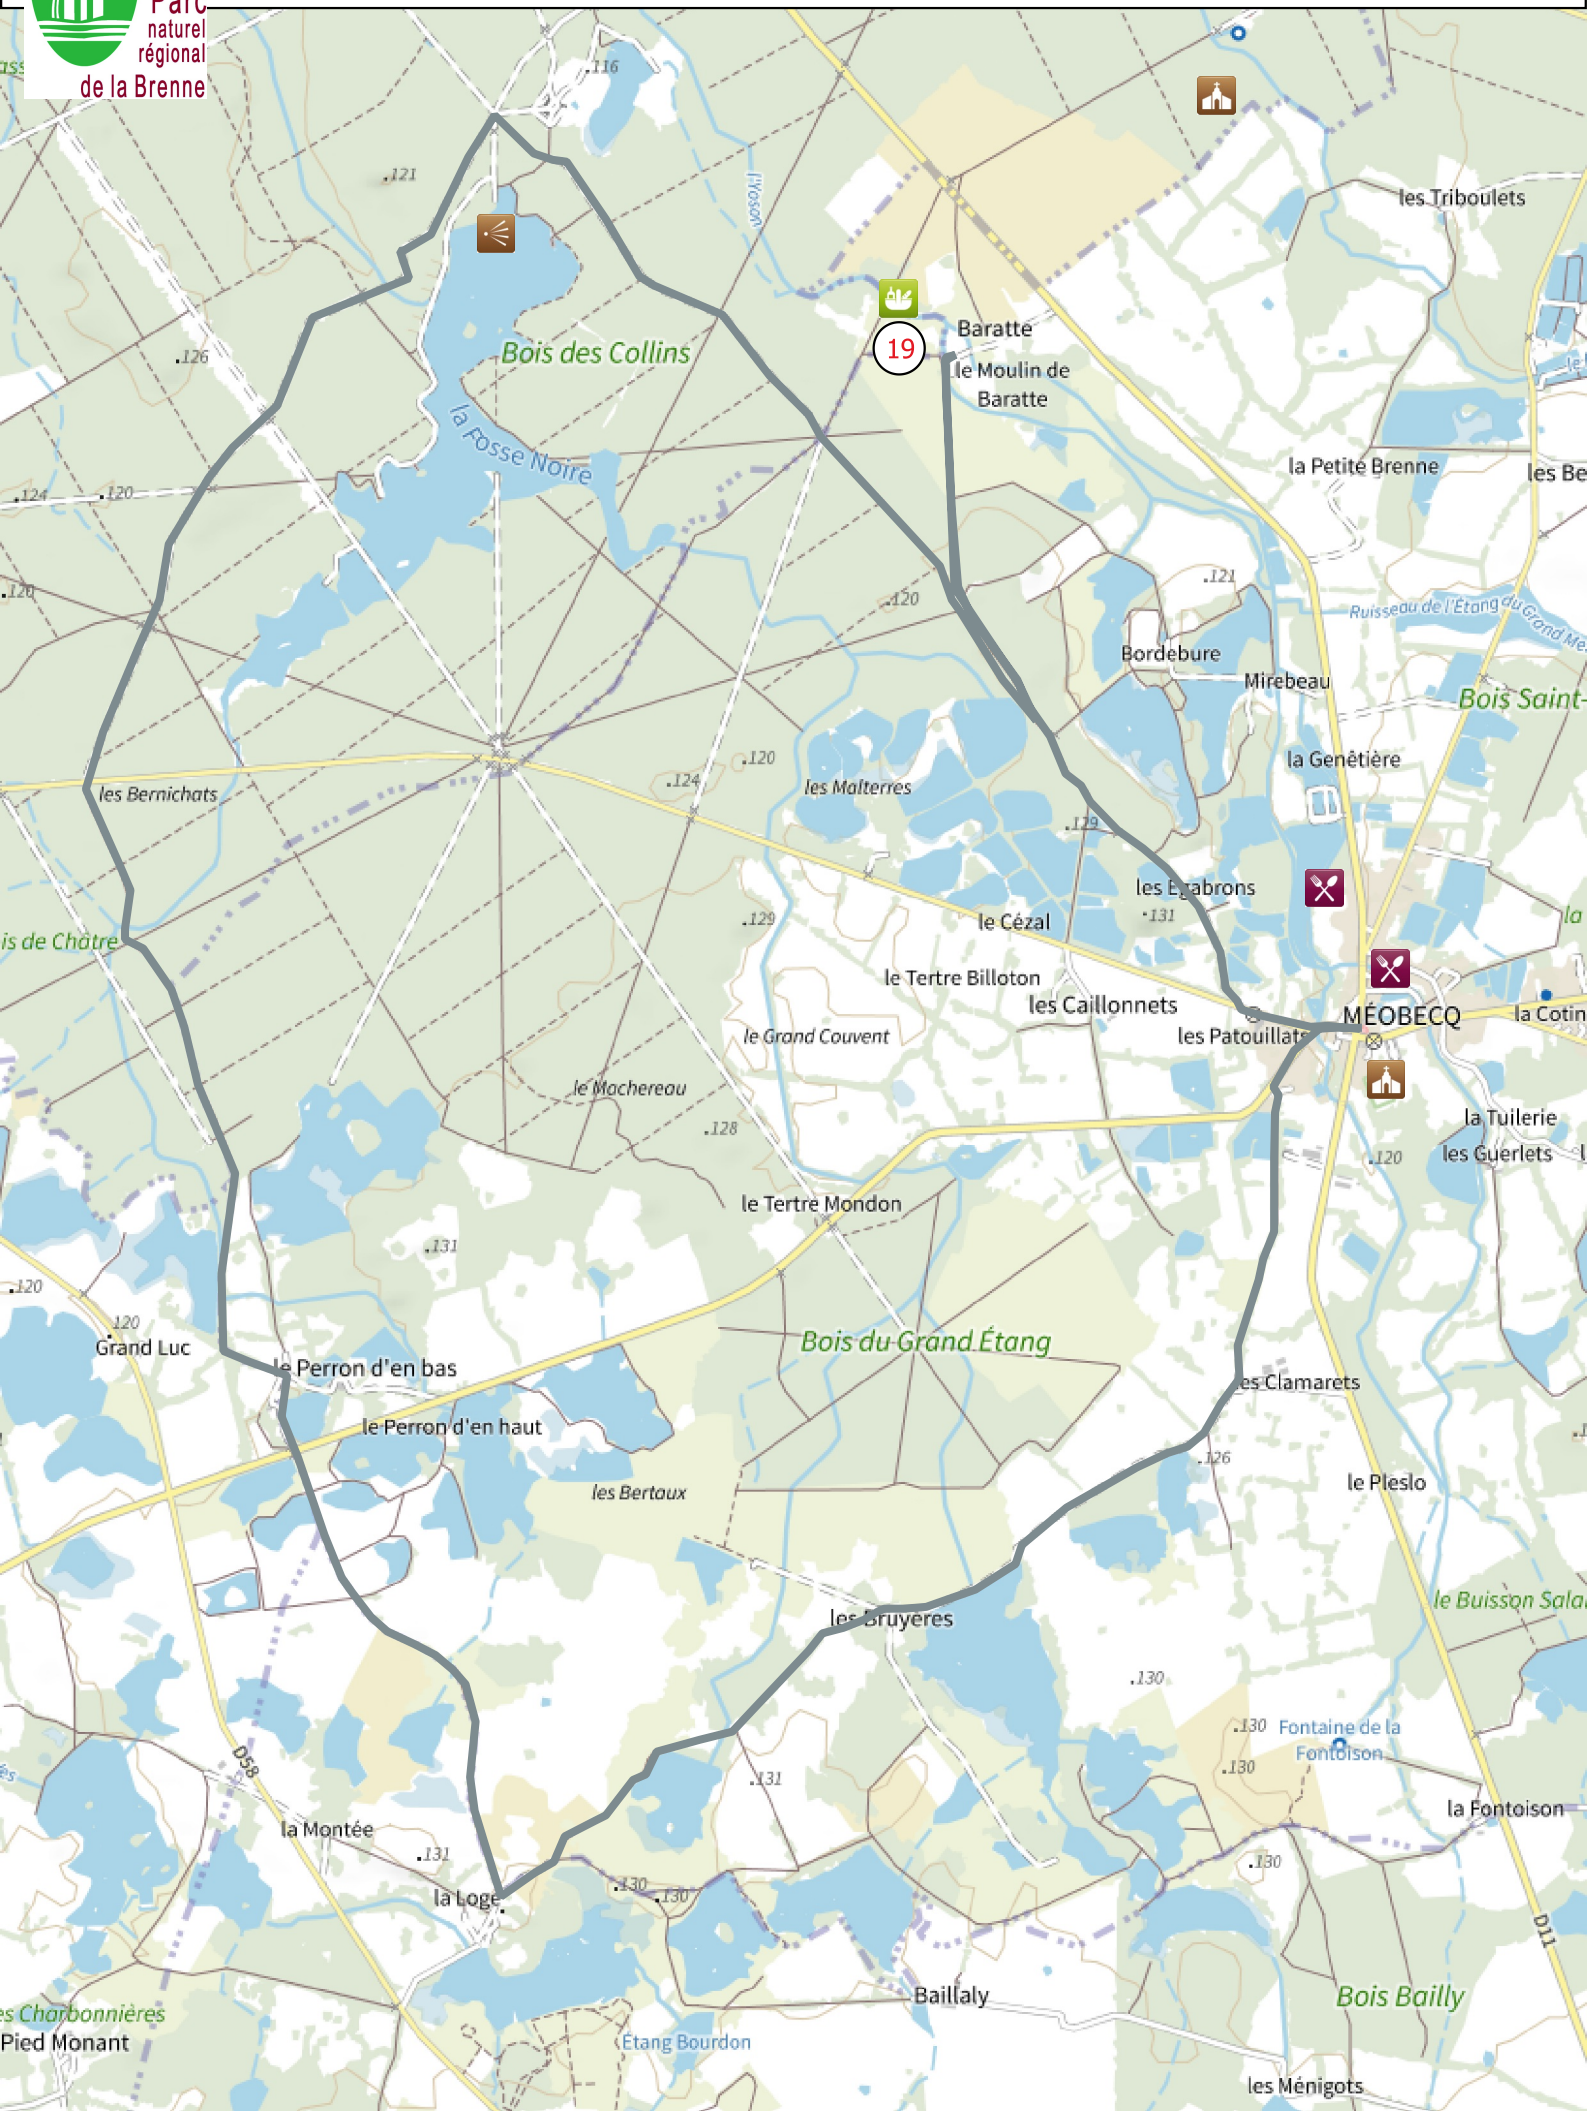 Parc
naturel
régional
de la Brenne
.116
.121
l'Yoson
les Triboulets
.126
Bois des Collins
19
Baratte
le Moulin de
Baratte
la Fosse Noire
la Petite Brenne
les Be
.124
.120
.120
.120
.121
Ruisseau de l'Étang du Grand Me
Bordebure
Mirebeau
Bois Saint-
la Genêtière
les Bernichats
.120
.124
les Malterres
.129
les Egabrons
.131
is de Châtre
.129
le Cézal
la
le Tertre Billoton
les Caillonnets
MÉOBECQ
la Cotin
le Grand Couvent
les Patouillats
le Machereau
.128
la Tuilerie
.120
les Guerlets
le Tertre Mondon
.131
.120
.120
Grand Luc
Bois du Grand Étang
le Perron d'en bas
les Clamarets
le Perron d'en haut
.126
les Bertaux
le Pleslo
le Buisson Sala
les Bruyères
.130
.130
Fontaine de la
Fontoison
.130
D58
.131
la Fontoison
la Montée
.131
.130
.130
.130
la Loge
D11
Baillaly
Bois Bailly
es Charbonnières
Pied Monant
Étang Bourdon
les Ménigots